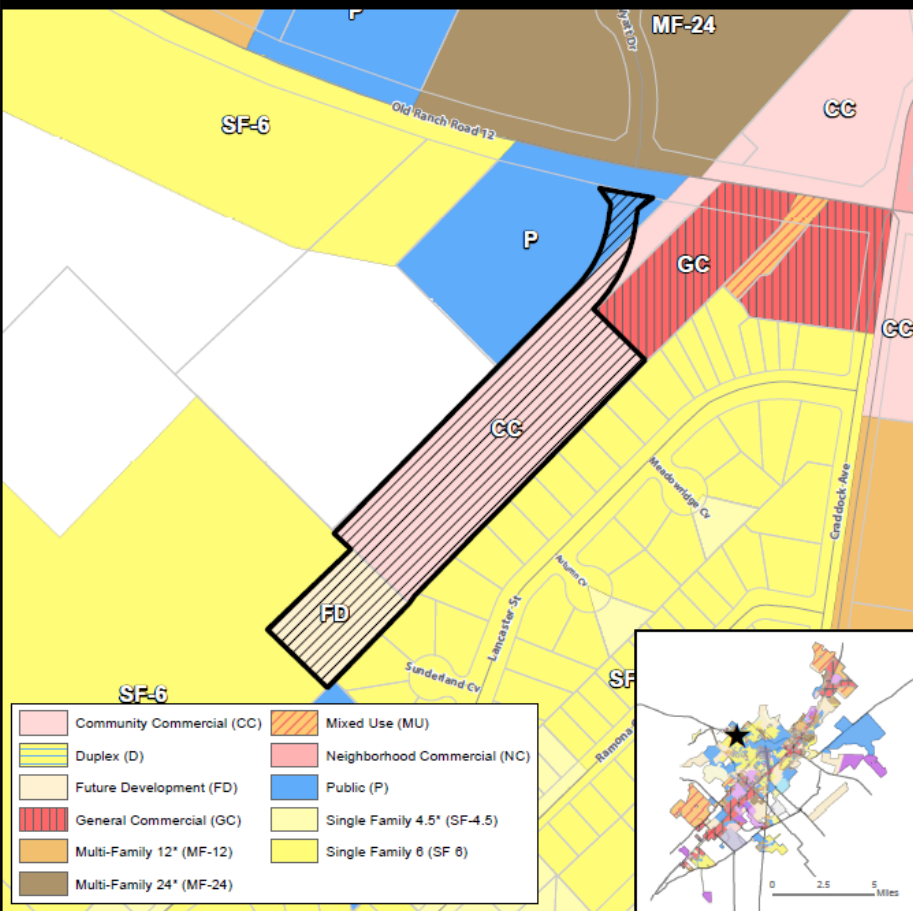 P
MF-24
CC
SF-6
Old Ranch Road 12
P
GC
CC
CC
Meadowridge Cv
Craddock Ave
Autumn Cv
FD
Lancaster St
Sunderland Cv
SF-6
SF
Ramona
Community Commercial (CC)
Duplex (D)
Future Development (FD)
General Commercial (GC)
Multi-Family 12* (MF-12)
Multi-Family 24* (MF-24)
Mixed Use (MU)
Neighborhood Commercial (NC)
Public (P)
Single Family 4.5* (SF-4.5)
Single Family 6 (SF 6)
0 2.5 5
Miles